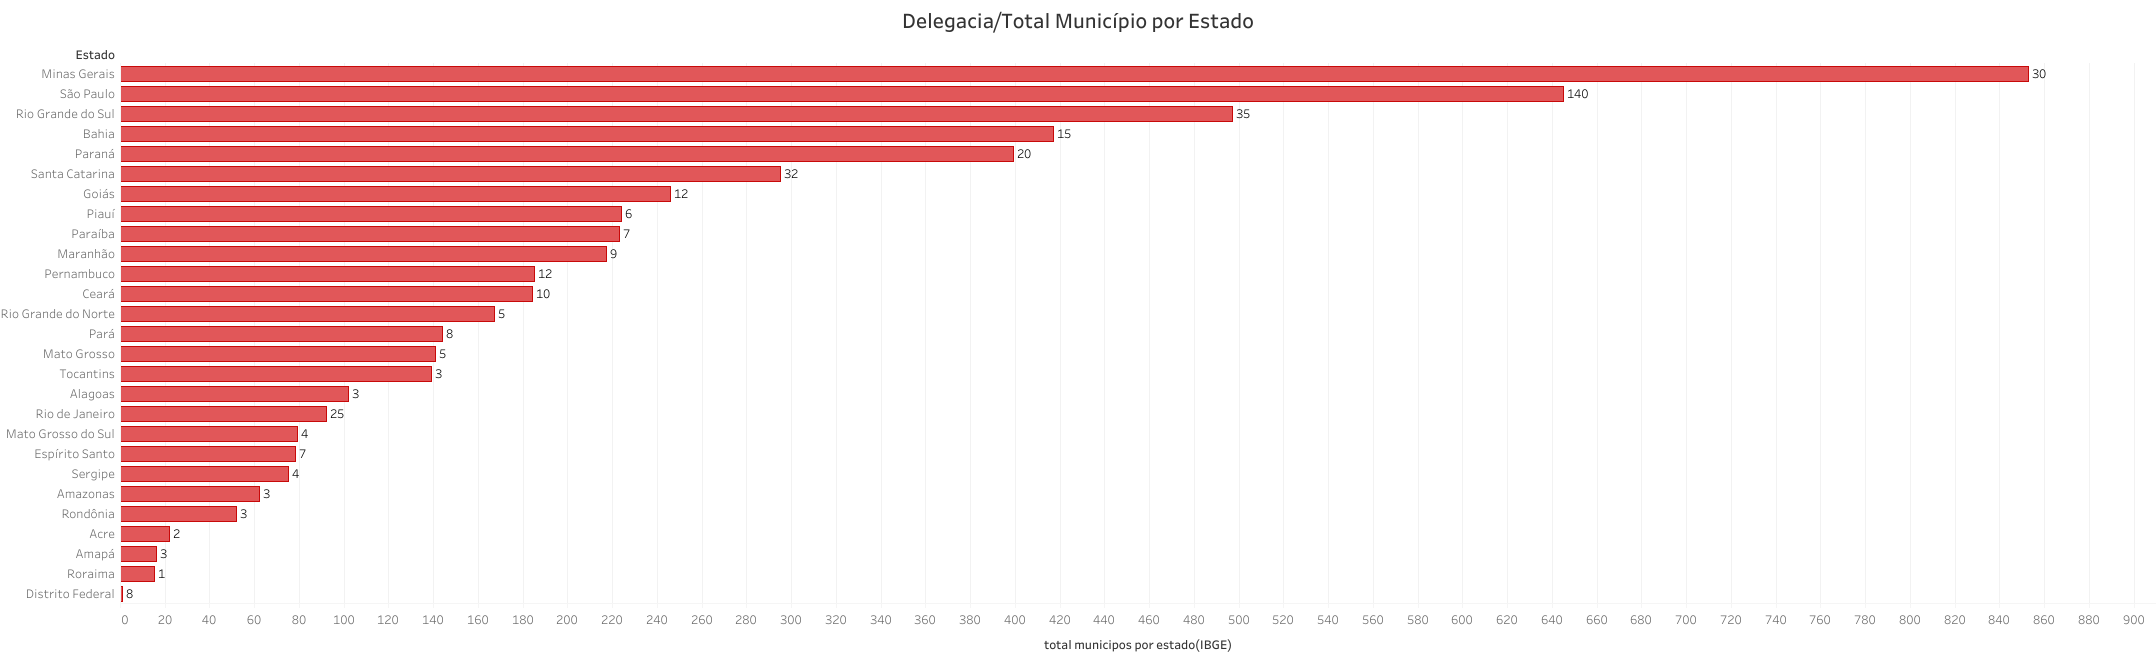 Delegacia/Total Município por Estado
Estado
Minas Gerais 30
São Paulo 140
Rio Grande do Sul 35
Bahia 15
Paraná 20
Santa Catarina 32
Goiás 12
Piauí 6
Paraíba 7
Maranhão 9
Pernambuco 12
Ceará 10
Rio Grande do Norte 5
Pará 8
Mato Grosso 5
Tocantins 3
Alagoas 3
Rio de Janeiro 25
Mato Grosso do Sul 4
Espírito Santo 7
Sergipe 4
Amazonas 3
Rondônia 3
Acre 2
Amapá 3
Roraima 1
Distrito Federal 8
0 20 40 60 80 100 120 140 160 180 200 220 240 260 280 300 320 340 360 380 400 420 440 460 480 500 520 540 560 580 600 620 640 660 680 700 720 740 760 780 800 820 840 860 880 900
total municipos por estado(IBGE)